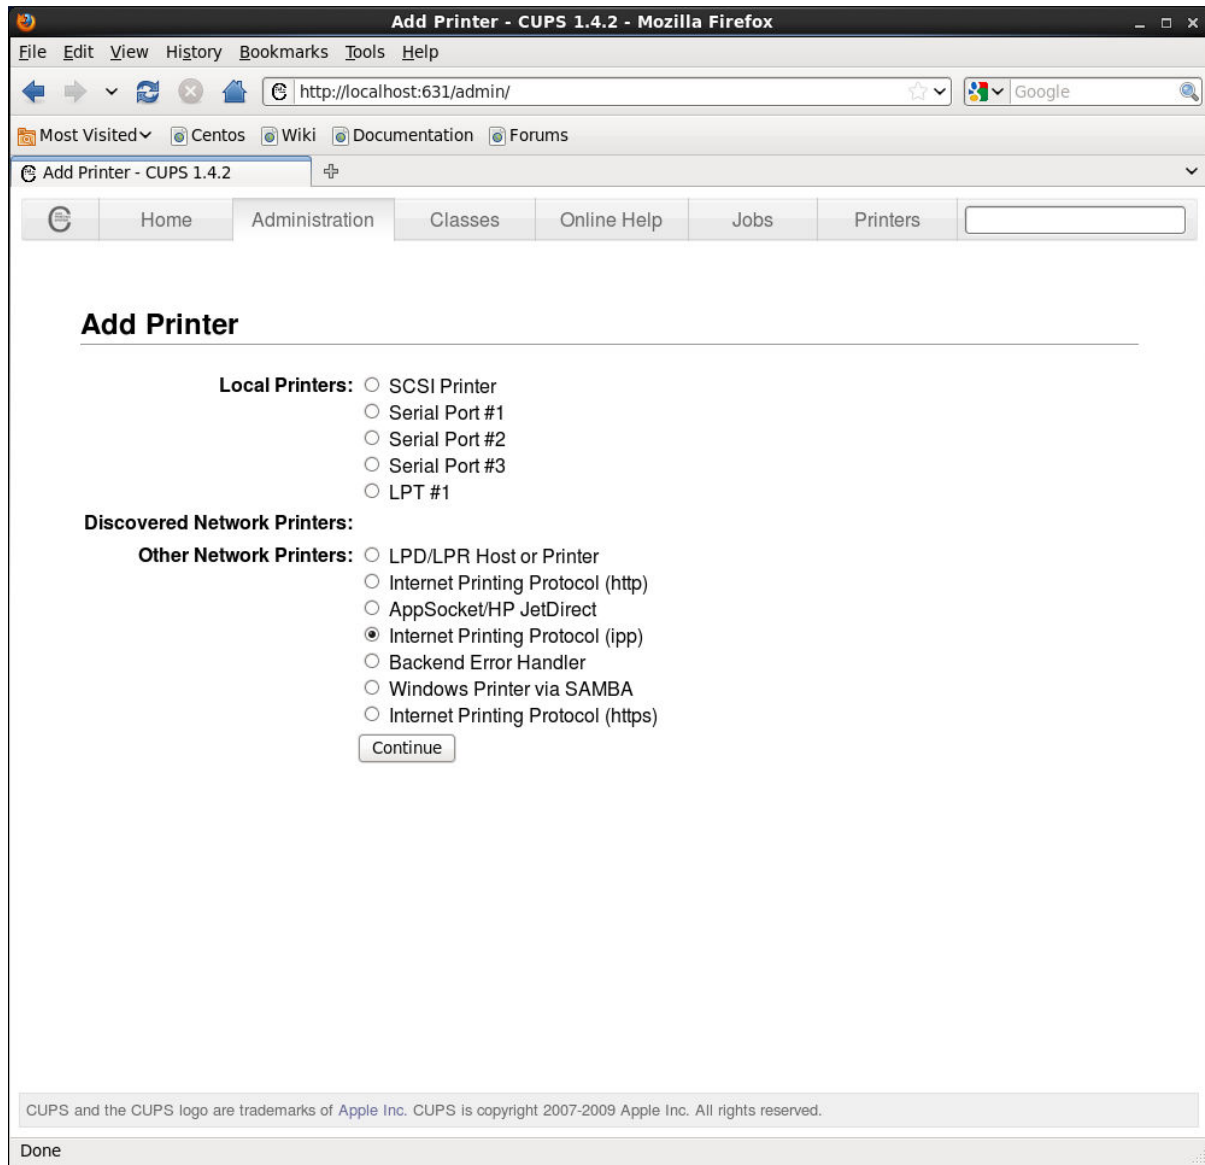 Add Printer - CUPS 1.4.2 - Mozilla Firefox
File Edit View History Bookmarks Tools Help
http://localhost:631/admin/ Google
Most Visited Centos Wiki Documentation Forums
Add Printer - CUPS 1.4.2
Home Administration Classes Online Help Jobs Printers
Add Printer
Local Printers: SCSI Printer
Serial Port #1
Serial Port #2
Serial Port #3
LPT #1
Discovered Network Printers:
Other Network Printers: LPD/LPR Host or Printer
Internet Printing Protocol (http)
AppSocket/HP JetDirect
Internet Printing Protocol (ipp)
Backend Error Handler
Windows Printer via SAMBA
Internet Printing Protocol (https)
Continue
CUPS and the CUPS logo are trademarks of Apple Inc. CUPS is copyright 2007-2009 Apple Inc. All rights reserved.
Done